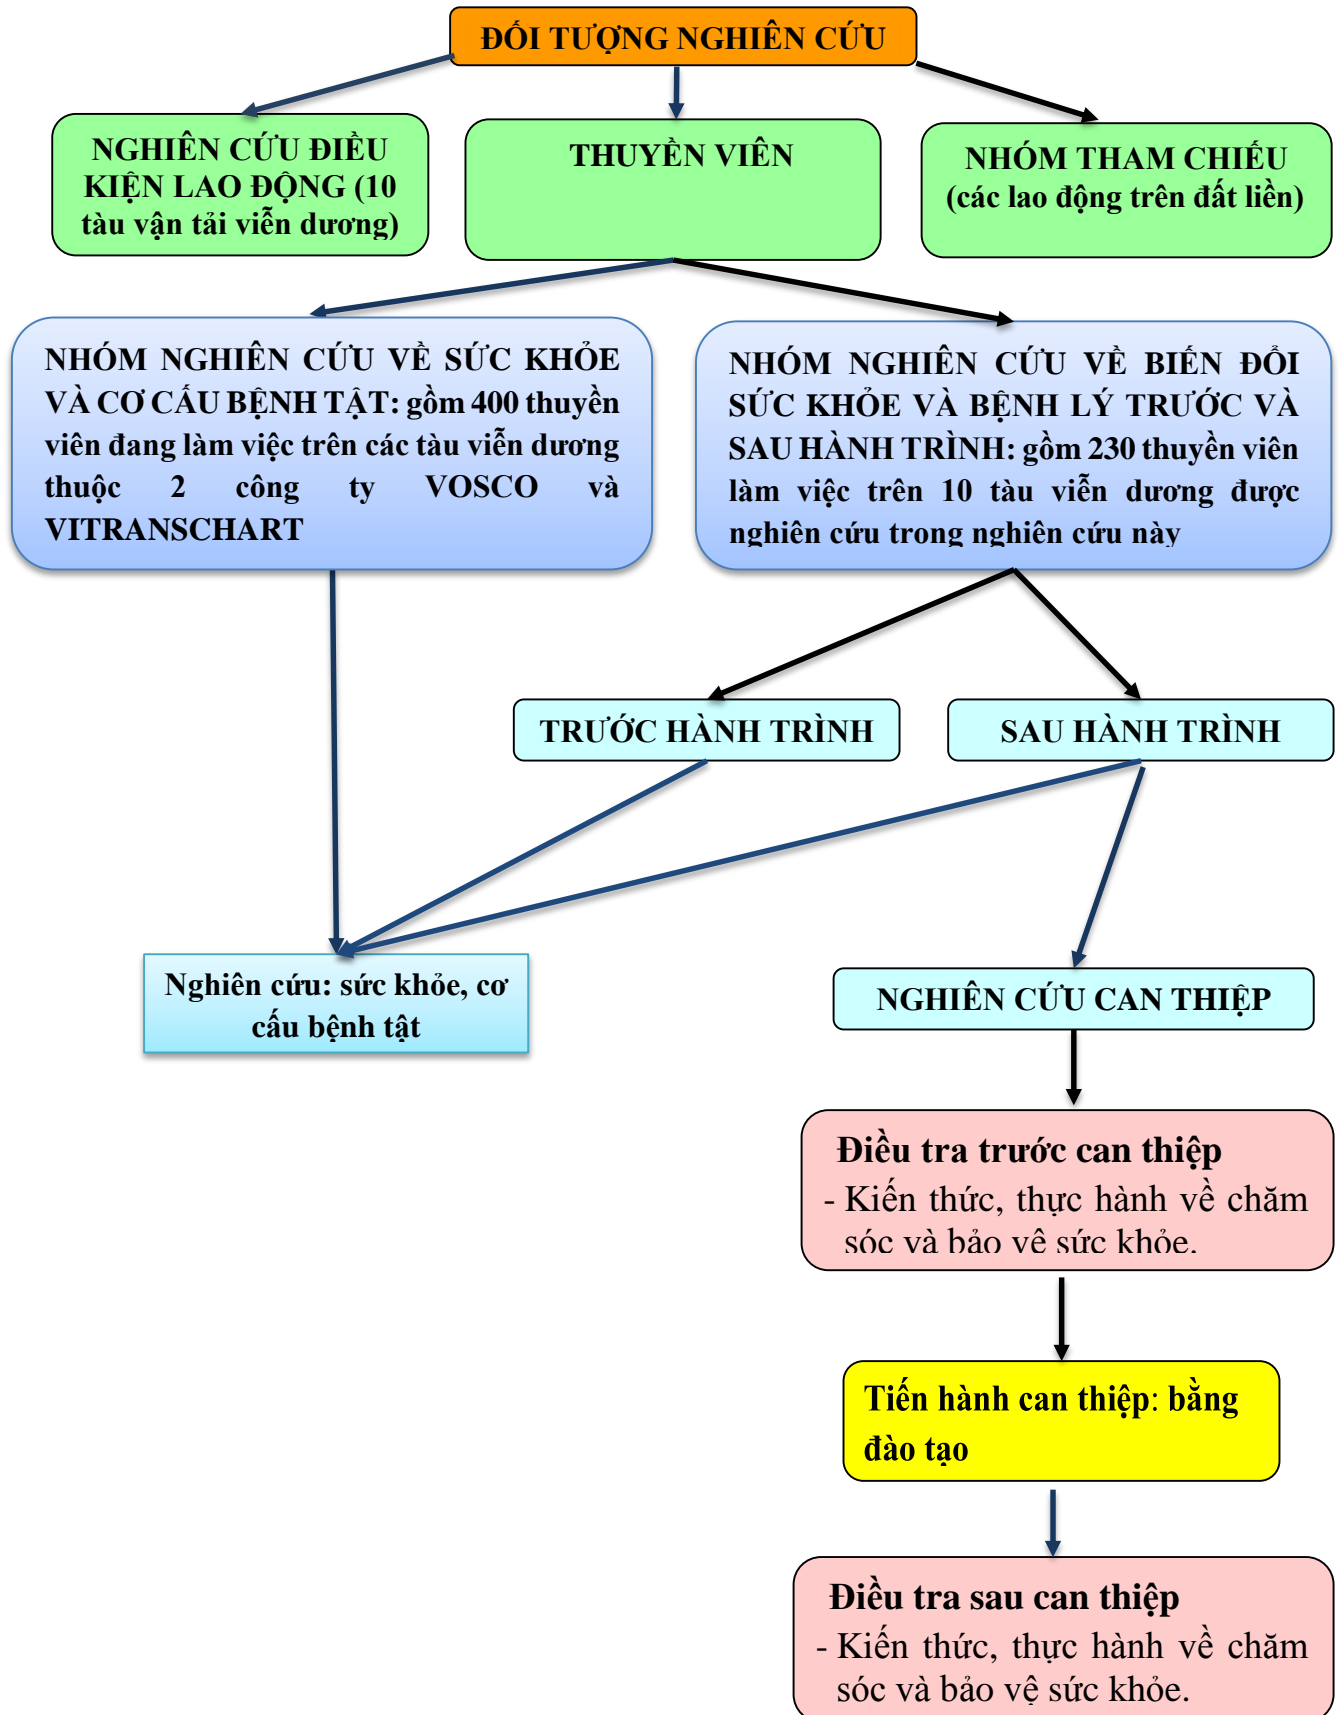 ĐỐI TƯỢNG NGHIÊN CỨU
NGHIÊN CỨU ĐIỀU
KIỆN LAO ĐỘNG (10
tàu vận tải viễn dương)
THUYỀN VIÊN
NHÓM THAM CHIẾU
(các lao động trên đất liền)
NHÓM NGHIÊN CỨU VỀ SỨC KHỎE
VÀ CƠ CẤU BỆNH TẬT: gồm 400 thuyền
viên đang làm việc trên các tàu viễn dương
thuộc 2 công ty VOSCO và
VITRANSCHART
NHÓM NGHIÊN CỨU VỀ BIẾN ĐỔI
SỨC KHỎE VÀ BỆNH LÝ TRƯỚC VÀ
SAU HÀNH TRÌNH: gồm 230 thuyền viên
làm việc trên 10 tàu viễn dương được
nghiên cứu trong nghiên cứu này
TRƯỚC HÀNH TRÌNH
SAU HÀNH TRÌNH
Nghiên cứu: sức khỏe, cơ
cấu bệnh tật
NGHIÊN CỨU CAN THIỆP
Điều tra trước can thiệp
- Kiến thức, thực hành về chăm
sóc và bảo vệ sức khỏe.
Tiến hành can thiệp: bằng
đào tạo
Điều tra sau can thiệp
- Kiến thức, thực hành về chăm
sóc và bảo vệ sức khỏe.